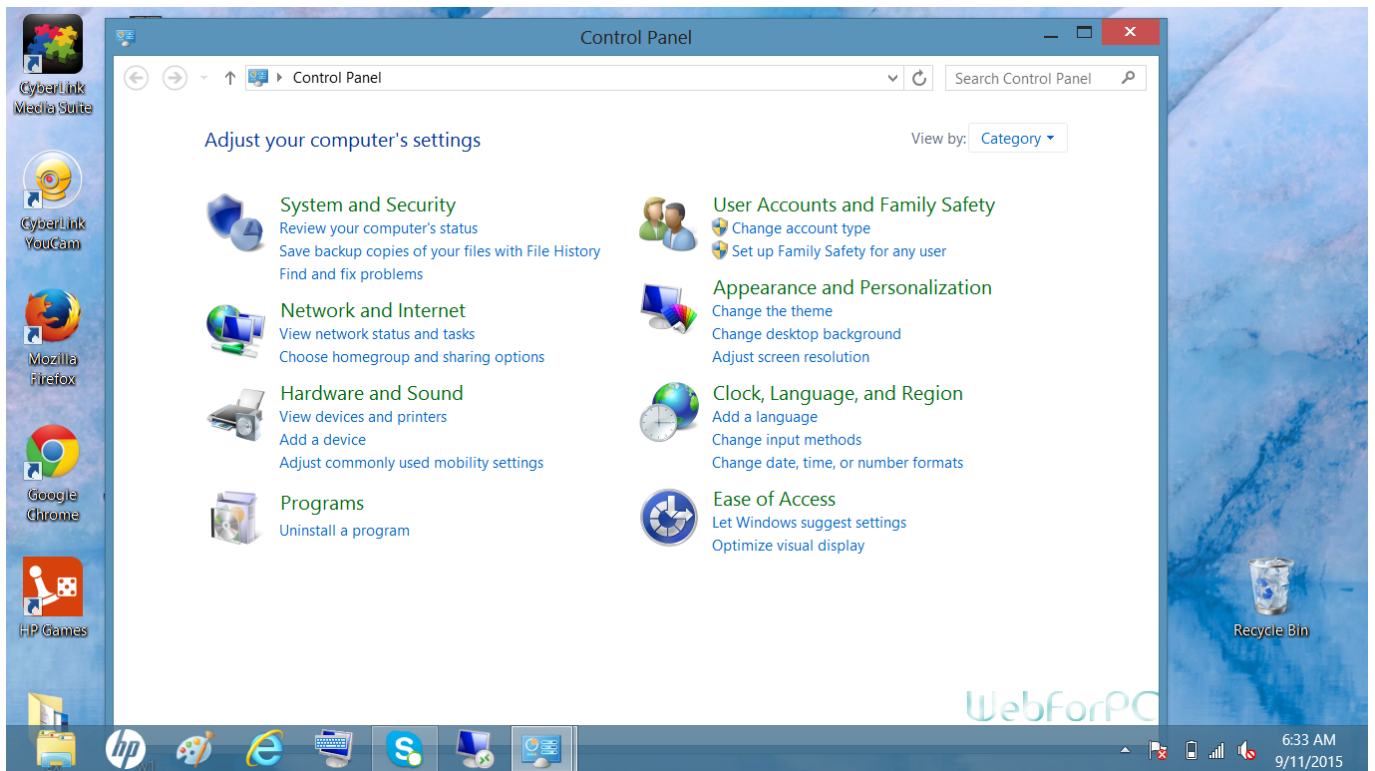 CyberLink
Media Suite
CyberLink
YouCam
Mozilla
Firefox
Google
Chrome
HP Games
Control Panel
Control Panel
Search Control Panel
Adjust your computer's settings
View by: Category
System and Security
Review your computer's status
Save backup copies of your files with File History
Find and fix problems
Network and Internet
View network status and tasks
Choose homegroup and sharing options
Hardware and Sound
View devices and printers
Add a device
Adjust commonly used mobility settings
Programs
Uninstall a program
User Accounts and Family Safety
Change account type
Set up Family Safety for any user
Appearance and Personalization
Change the theme
Change desktop background
Adjust screen resolution
Clock, Language, and Region
Add a language
Change input methods
Change date, time, or number formats
Ease of Access
Let Windows suggest settings
Optimize visual display
Recycle Bin
WebForPC
hp
6:33 AM
9/11/2015